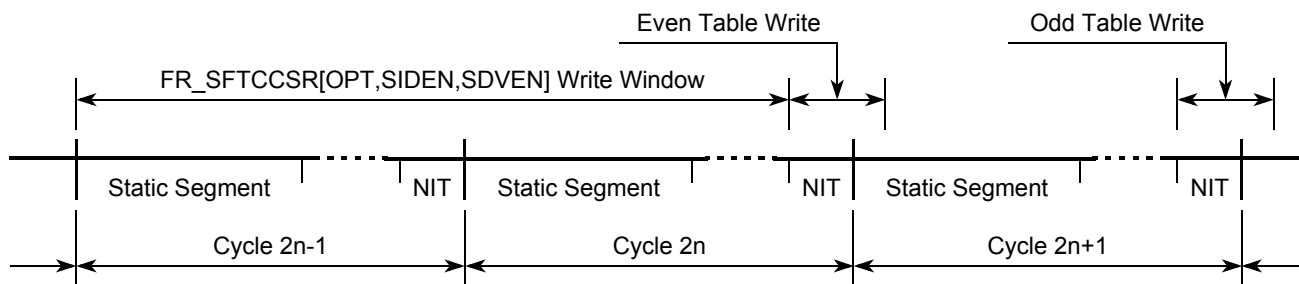 Even Table Write Odd Table Write
FR_SFTCCSR[OPT,SIDEN,SDVEN] Write Window
Static Segment NIT Static Segment NIT Static Segment NIT
Cycle 2n-1 Cycle 2n Cycle 2n+1